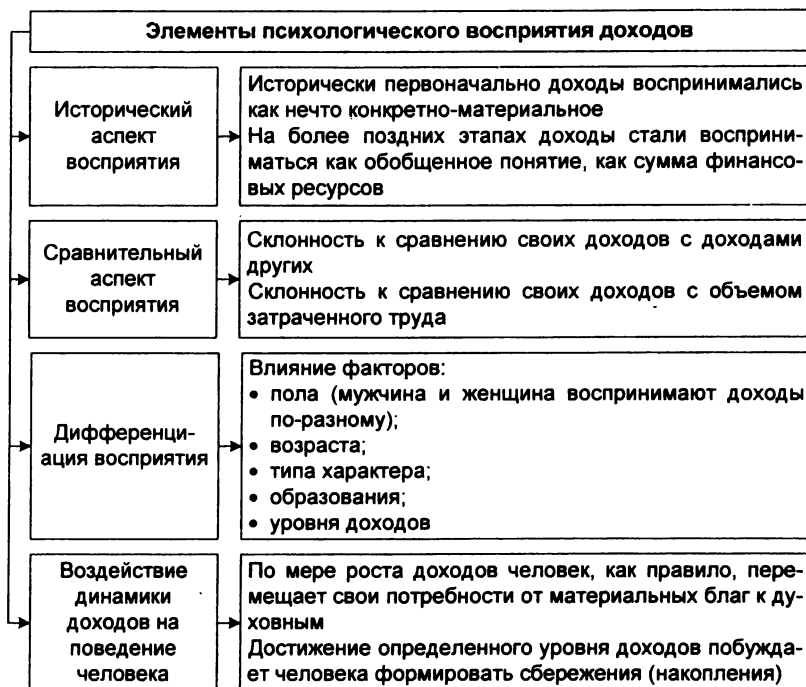 Элементы психологического восприятия доходов
Исторический
аспект
восприятия
Исторически первоначально доходы воспринимались
как нечто конкретно-материальное
На более поздних этапах доходы стали восприни-
маться как обобщенное понятие, как сумма финансо-
вых ресурсов
Сравнительный
аспект
восприятия
Склонность к сравнению своих доходов с доходами
других
Склонность к сравнению своих доходов с объемом
затраченного труда
Дифференци-
ация восприятия
Влияние факторов:
• пола (мужчина и женщина воспринимают доходы
по-разному);
• возраста;
• типа характера;
• образования;
• уровня доходов
Воздействие
динамики
доходов на
поведение
человека
По мере роста доходов человек, как правило, пере-
мещает свои потребности от материальных благ к ду-
ховным
Достижение определенного уровня доходов побужда-
ет человека формировать сбережения (накопления)